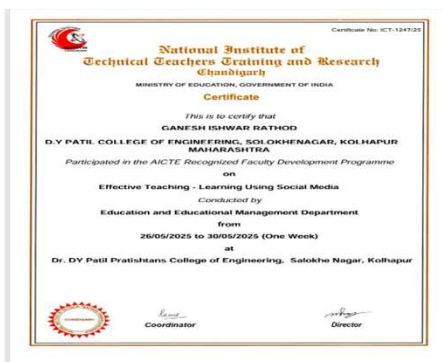 Certificate No: ICT-1247/25
National Institute of
Technical Teachers Training and Research
Chandigarh
MINISTRY OF EDUCATION, GOVERNMENT OF INDIA
Certificate
This is to certify that
GANESH ISHWAR RATHOD
D.Y PATIL COLLEGE OF ENGINEERING, SOLOKHENAGAR, KOLHAPUR
MAHARASHTRA
Participated in the AICTE Recognized Faculty Development Programme
on
Effective Teaching - Learning Using Social Media
Conducted by
Education and Educational Management Department
from
26/05/2025 to 30/05/2025 (One Week)
at
Dr. DY Patil Pratishtans College of Engineering, Salokhe Nagar, Kolhapur
Coordinator
Director